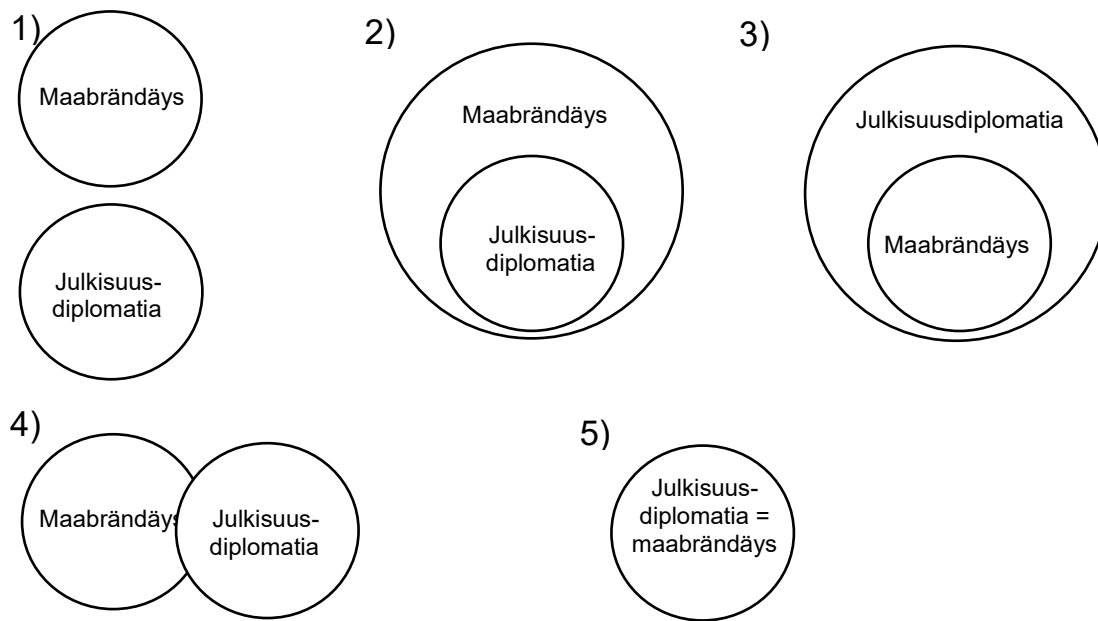 1)
Maabrändäys
Julkisuus-
diplomatia
2)
Maabrändäys
Julkisuus-
diplomatia
3)
Julkisuusdiplomatia
Maabrändäys
4)
Maabrändäys
Julkisuus-
diplomatia
5)
Julkisuus-
diplomatia =
maabrändäys